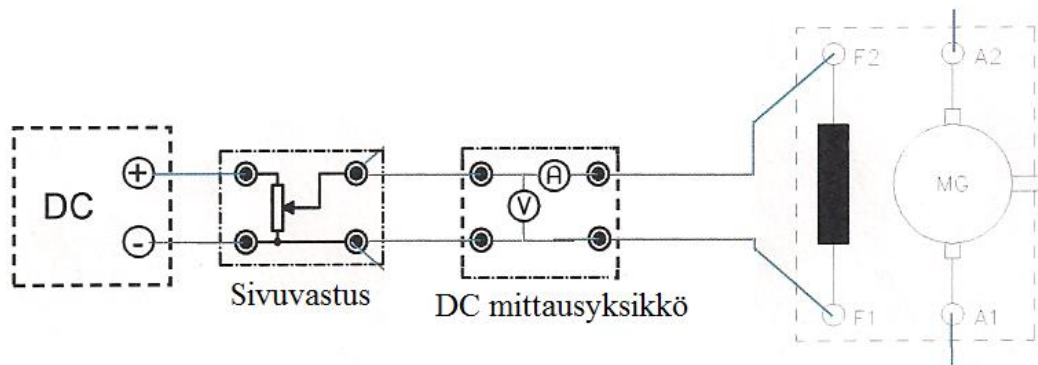 F2
A2
DC
+
-
A
V
MG
Sivuvastus
DC mittausyksikkö
F1
A1